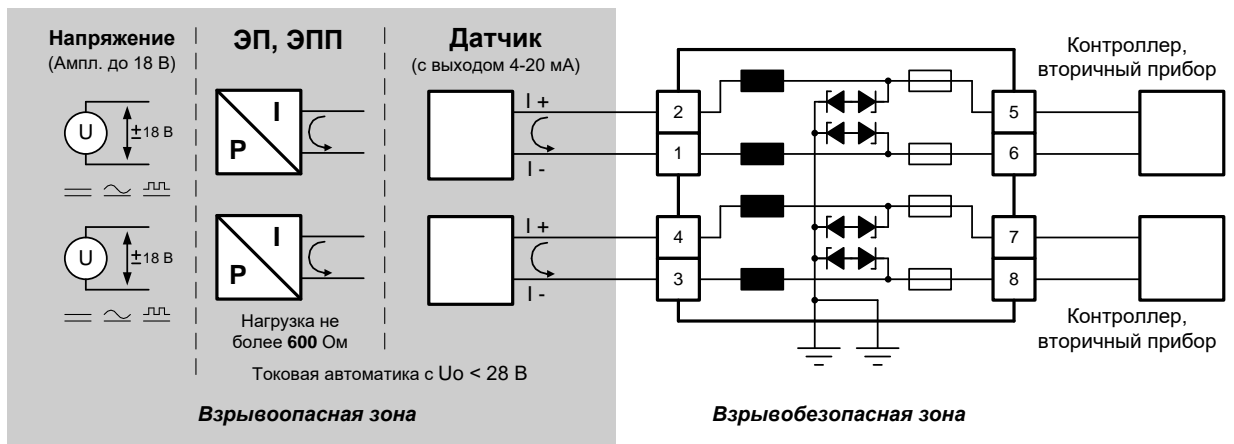 Напряжение
(Ампл. до 18 В)
ЭП, ЭПП
Датчик
(с выходом 4-20 мА)
Контроллер,
вторичный прибор
U
±18 В
I
P
I +
I -
2
1
5
6
U
±18 В
I
P
I +
I -
4
3
7
8
Нагрузка не
более 600 Ом
Токовая автоматика с Uo < 28 В
Контроллер,
вторичный прибор
Взрывоопасная зона
Взрывобезопасная зона